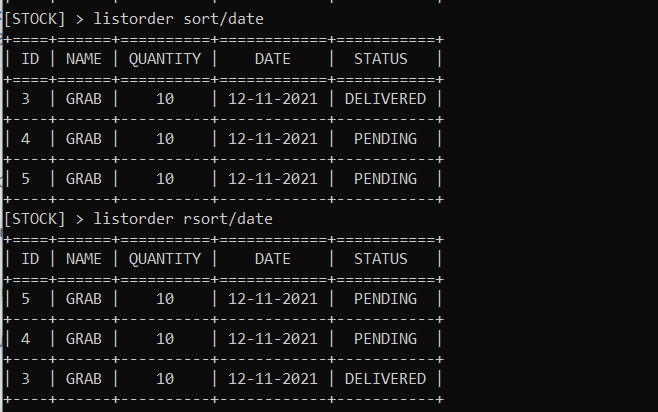 [STOCK] > listorder sort/date
+====+======+==========+============+===========+
| ID | NAME | QUANTITY |    DATE    |  STATUS   |
+====+======+==========+============+===========+
| 3  | GRAB |    10    | 12-11-2021 | DELIVERED |
+----+------+----------+------------+-----------+
| 4  | GRAB |    10    | 12-11-2021 |  PENDING  |
+----+------+----------+------------+-----------+
| 5  | GRAB |    10    | 12-11-2021 |  PENDING  |
+----+------+----------+------------+-----------+
[STOCK] > listorder rsort/date
+====+======+==========+============+===========+
| ID | NAME | QUANTITY |    DATE    |  STATUS   |
+====+======+==========+============+===========+
| 5  | GRAB |    10    | 12-11-2021 |  PENDING  |
+----+------+----------+------------+-----------+
| 4  | GRAB |    10    | 12-11-2021 |  PENDING  |
+----+------+----------+------------+-----------+
| 3  | GRAB |    10    | 12-11-2021 | DELIVERED |
+----+------+----------+------------+-----------+